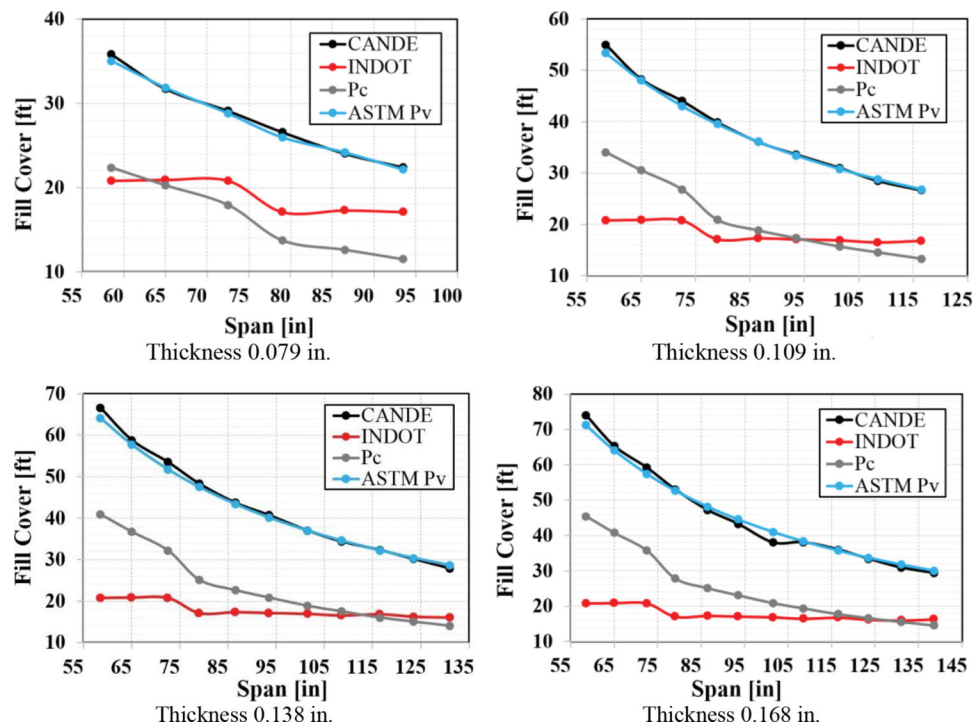 40
30
20
10
Fill Cover [ft]
CANDE
INDOT
Pc
ASTM Pv
55 60 65 70 75 80 85 90 95 100
Span [in]
Thickness 0.079 in.
60
50
40
30
20
10
Fill Cover [ft]
CANDE
INDOT
Pc
ASTM Pv
55 65 75 85 95 105 115 125
Span [in]
Thickness 0.109 in.
70
60
50
40
30
20
10
Fill Cover [ft]
CANDE
INDOT
Pc
ASTM Pv
55 65 75 85 95 105 115 125 135
Span [in]
Thickness 0.138 in.
80
70
60
50
40
30
20
10
Fill Cover [ft]
CANDE
INDOT
Pc
ASTM Pv
55 65 75 85 95 105 115 125 135 145
Span [in]
Thickness 0.168 in.